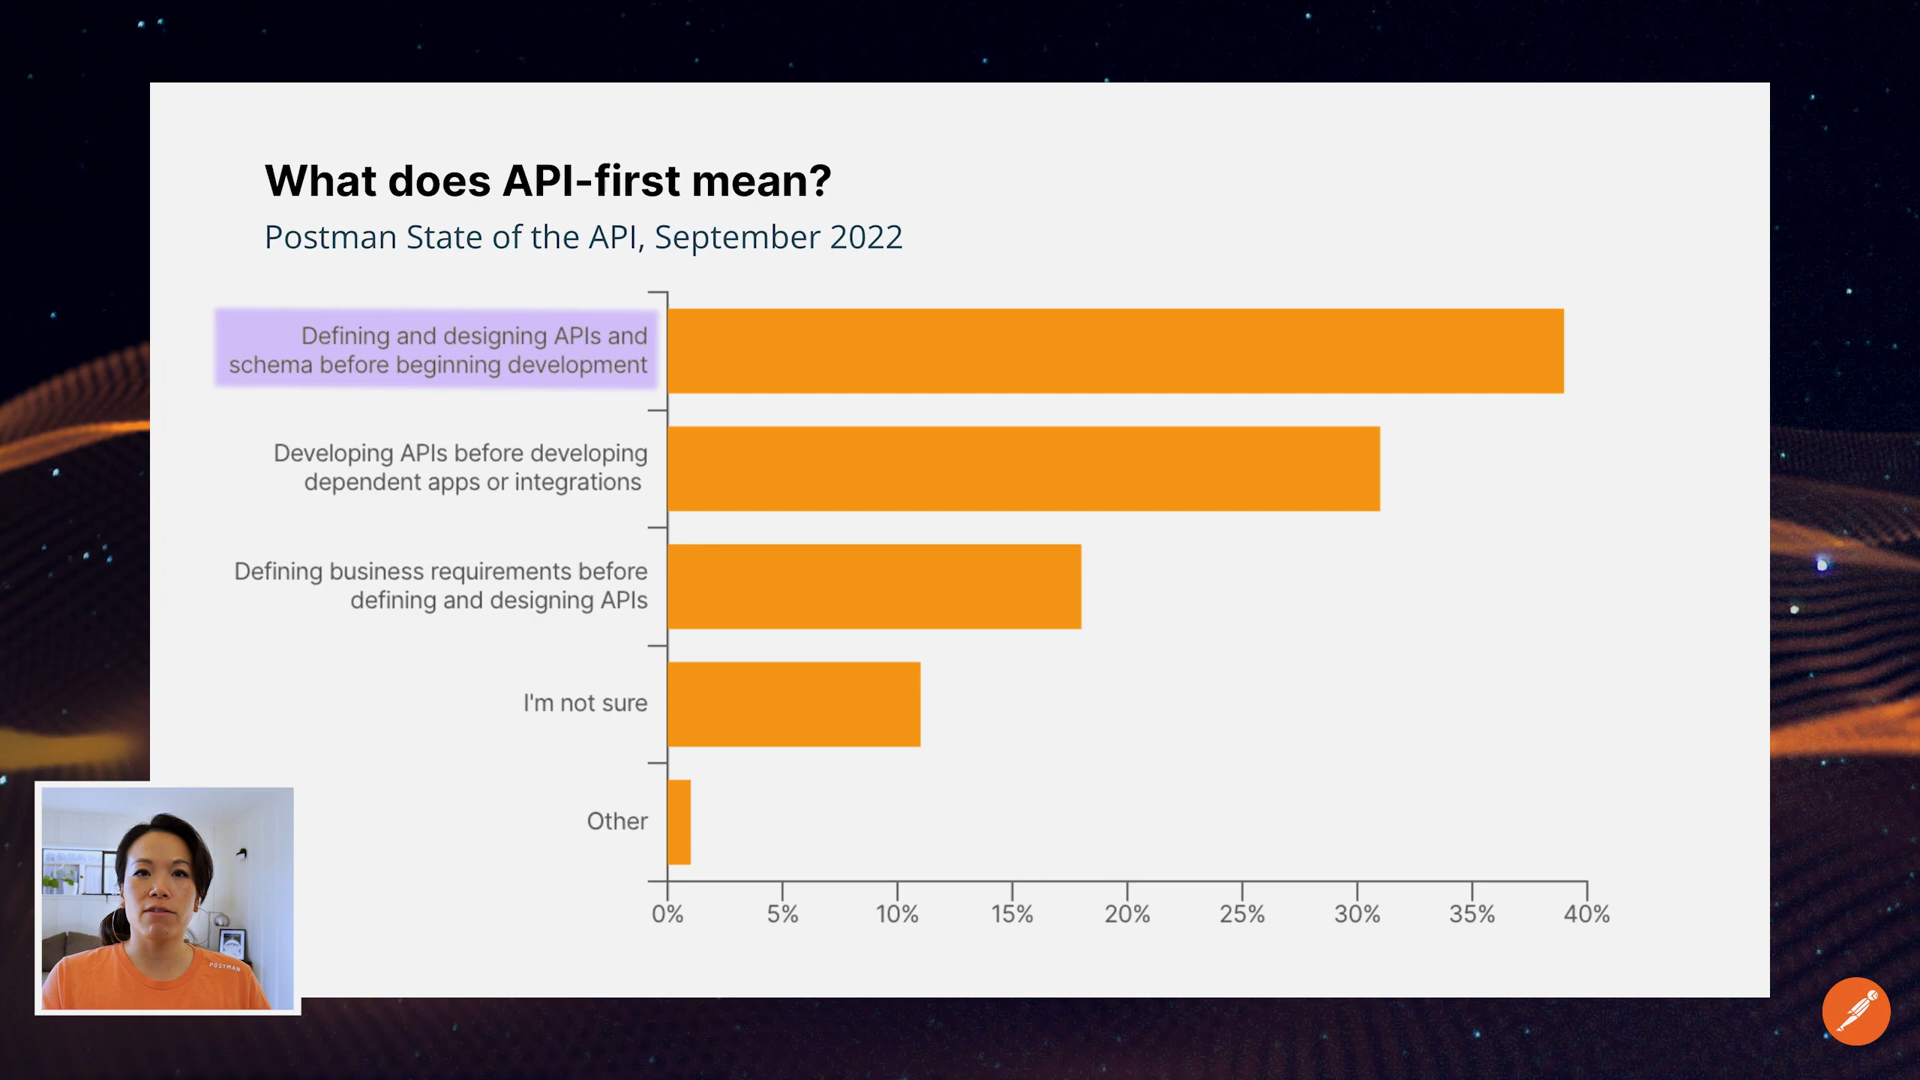 What does API-first mean?
Postman State of the API, September 2022
Defining and designing APIs and
schema before beginning development
Developing APIs before developing
dependent apps or integrations
Defining business requirements before
defining and designing APIs
I'm not sure
Other
0% 5% 10% 15% 20% 25% 30% 35% 40%
POSTMAN